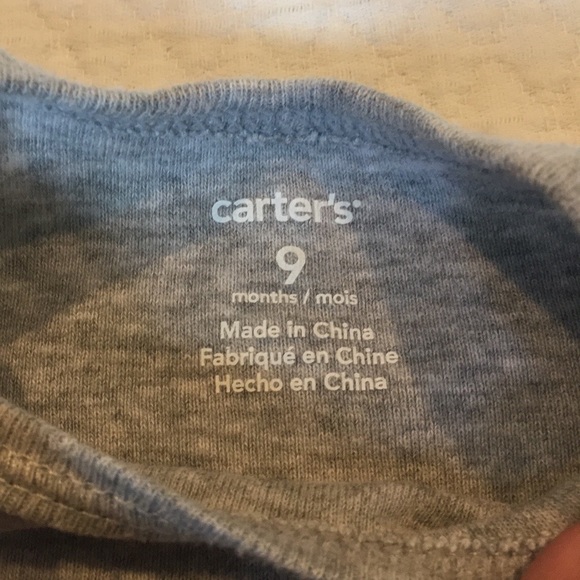 carter's
9
months / mois
Made in China
Fabriqué en Chine
Hecho en China